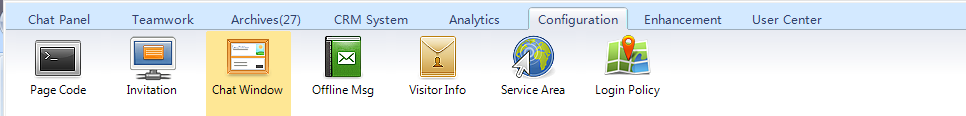 Chat Panel Teamwork Archives(27) CRM System Analytics Configuration Enhancement User Center
Page Code Invitation Chat Window Offline Msg Visitor Info Service Area Login Policy